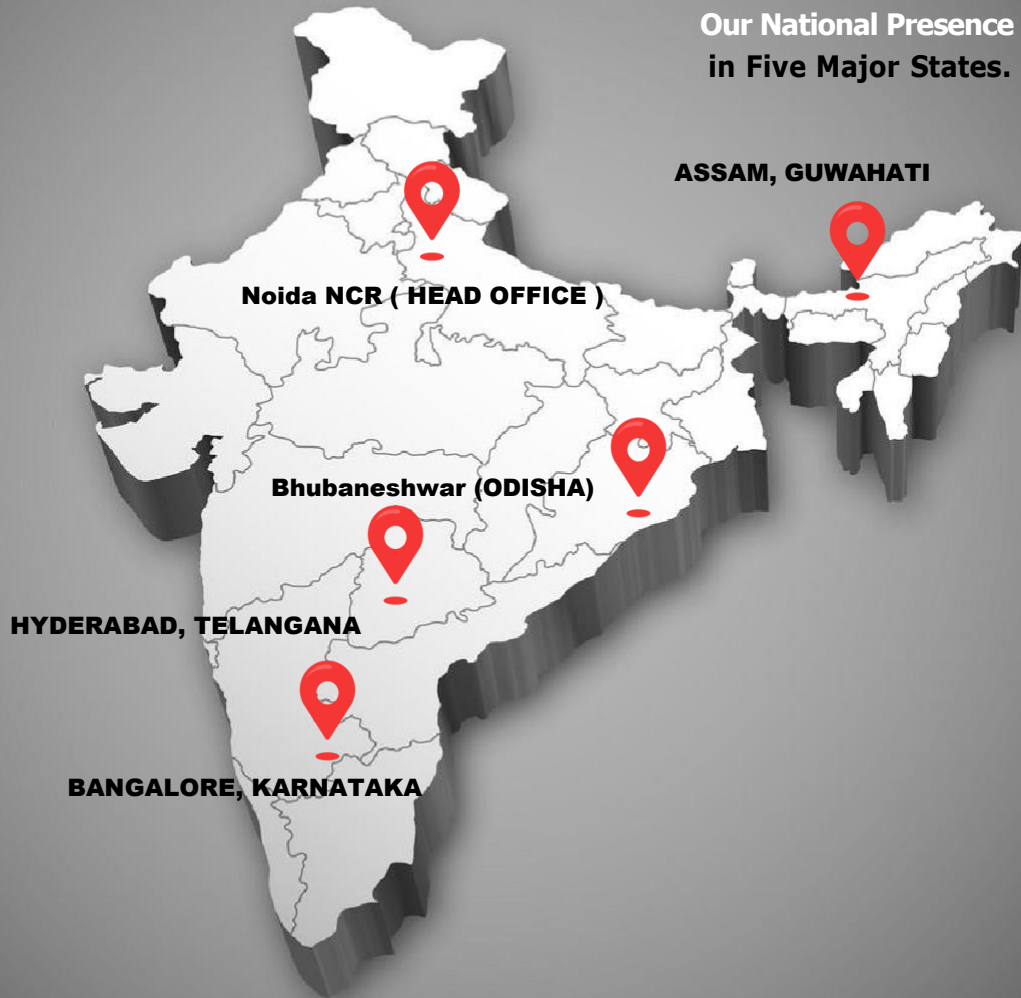 Our National Presence
in Five Major States.
ASSAM, GUWAHATI
Noida NCR ( HEAD OFFICE )
Bhubaneshwar (ODISHA)
HYDERABAD, TELANGANA
BANGALORE, KARNATAKA